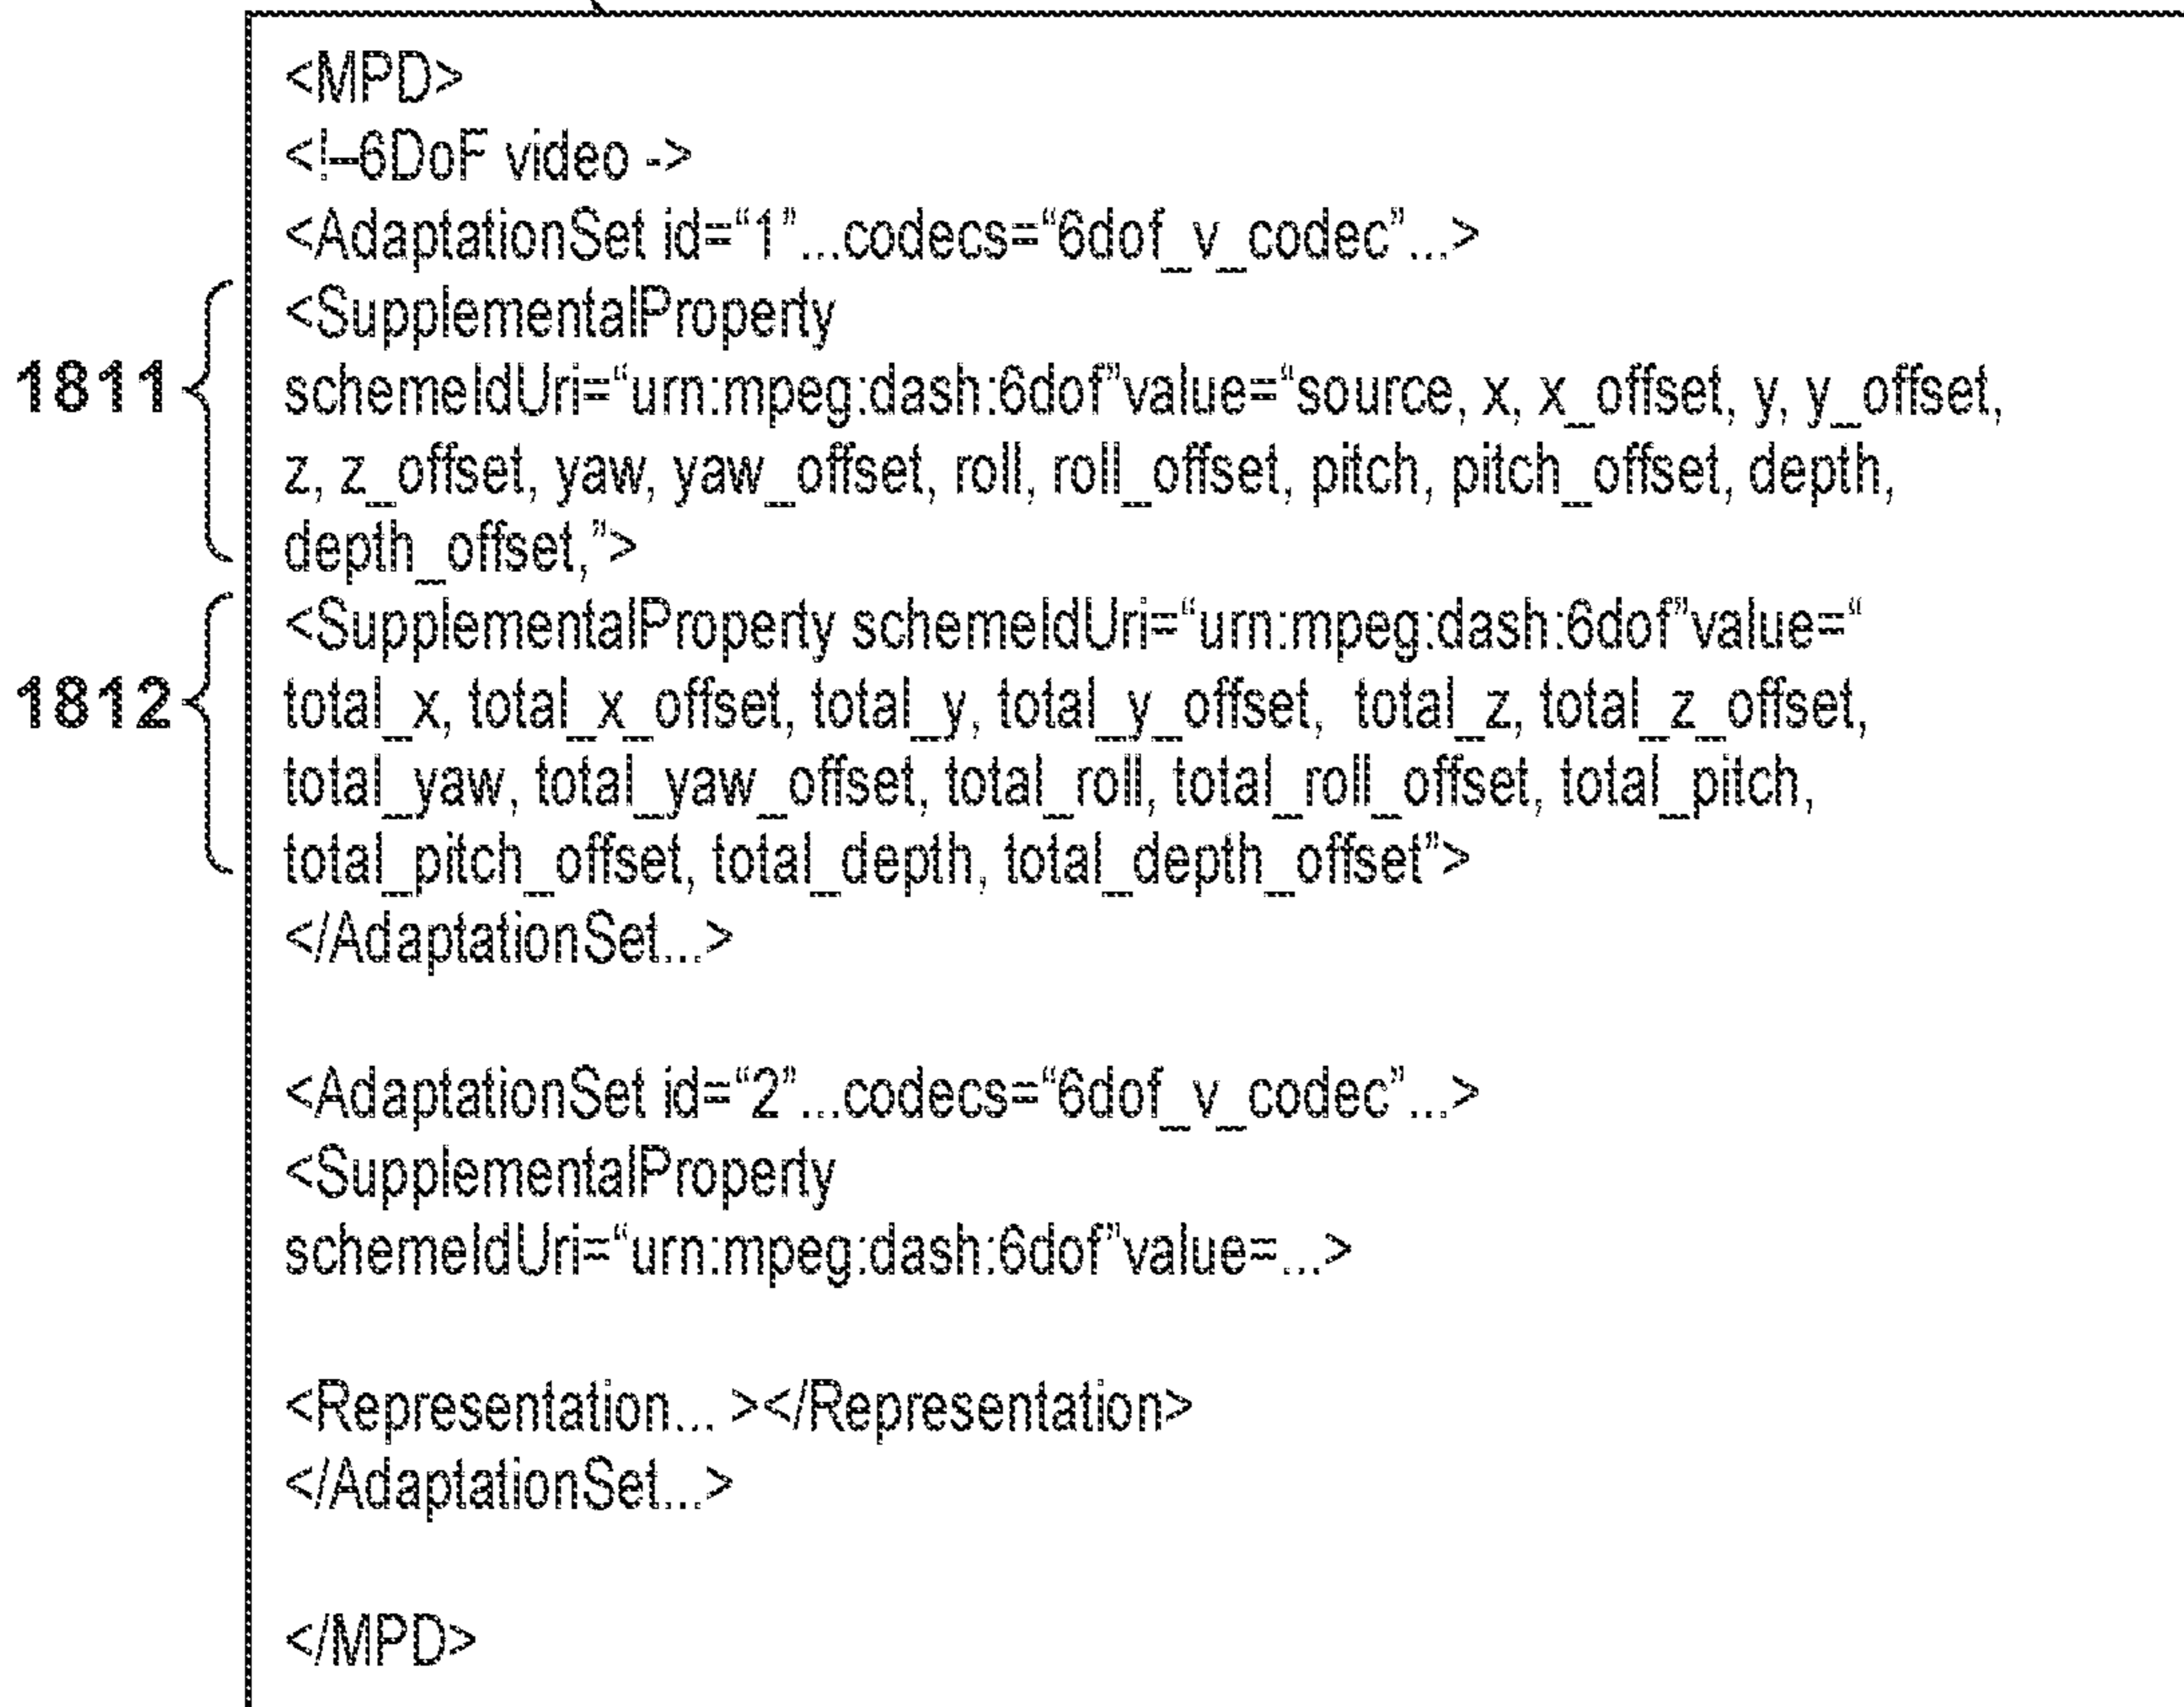 <MPD>
<!--6DoF video ->
<AdaptationSet id=“1”...codecs=“6dof_v_codec”...>
<SupplementalProperty
1811
schemeIdUri=“urn:mpeg:dash:6dof”value=“source, x, x_offset, y, y_offset,
z, z_offset, yaw, yaw_offset, roll, roll_offset, pitch, pitch_offset, depth,
depth_offset,”>
<SupplementalProperty schemeIdUri=“urn:mpeg:dash:6dof”value=“
1812
total_x, total_x_offset, total_y, total_y_offset, total_z, total_z_offset,
total_yaw, total_yaw_offset, total_roll, total_roll_offset, total_pitch,
total_pitch_offset, total_depth, total_depth_offset”>
</AdaptationSet...>
<AdaptationSet id=“2”...codecs=“6dof_v_codec”...>
<SupplementalProperty
schemeIdUri=“urn:mpeg:dash:6dof”value=...>
<Representation... ></Representation>
</AdaptationSet...>
</MPD>